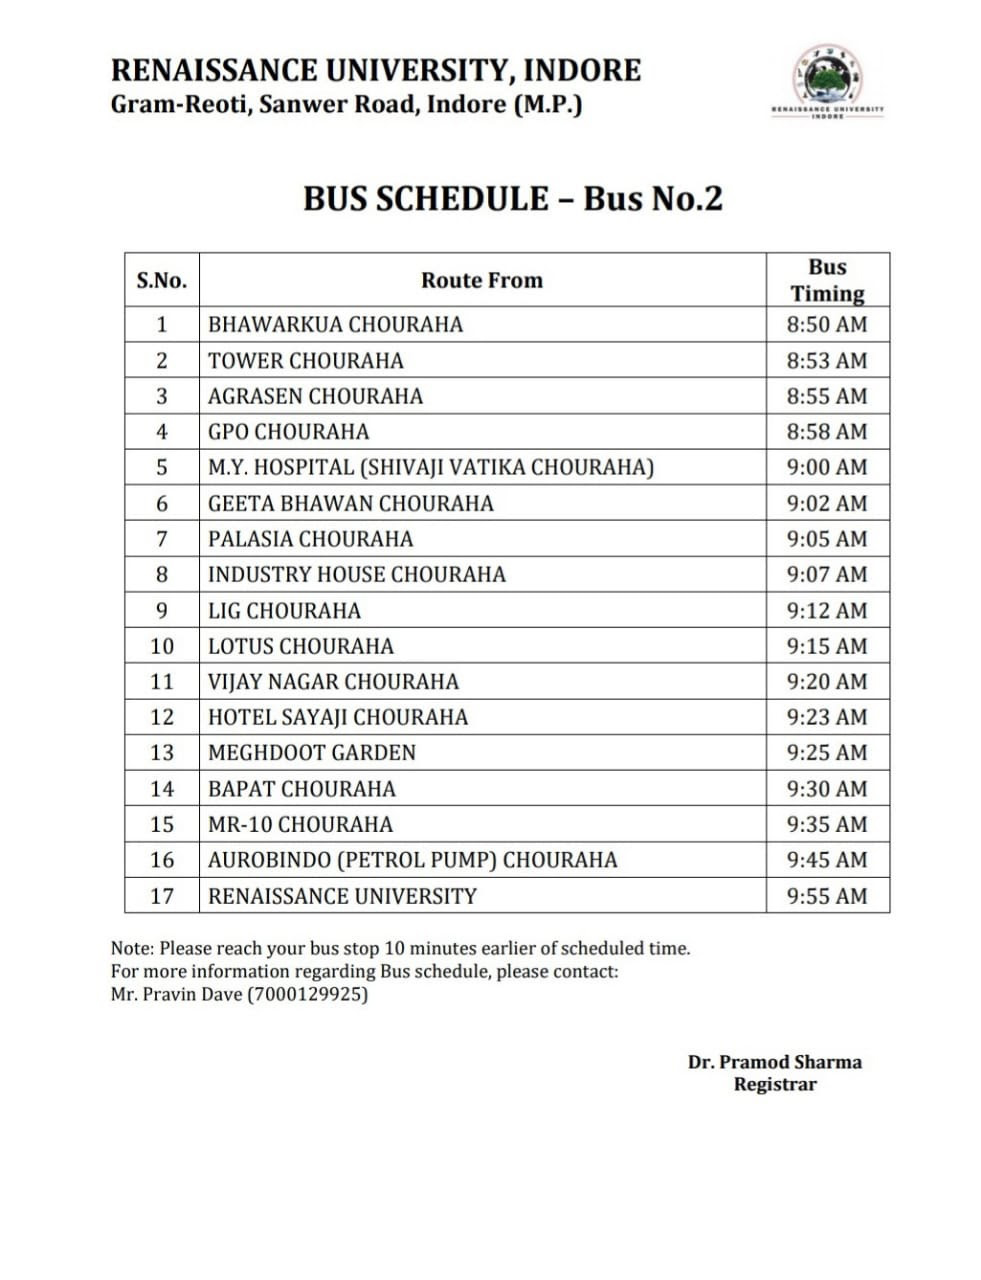 RENAISSANCE UNIVERSITY, INDORE
Gram-Reoti, Sanwer Road, Indore (M.P.)
RENAISSANCE UNIVERSITY
INDORE
BUS SCHEDULE – Bus No.2
S.No. Route From Bus Timing
1 BHAWARKUA CHOURAHA 8:50 AM
2 TOWER CHOURAHA 8:53 AM
3 AGRASEN CHOURAHA 8:55 AM
4 GPO CHOURAHA 8:58 AM
5 M.Y. HOSPITAL (SHIVAJI VATIKA CHOURAHA) 9:00 AM
6 GEETA BHAWAN CHOURAHA 9:02 AM
7 PALASIA CHOURAHA 9:05 AM
8 INDUSTRY HOUSE CHOURAHA 9:07 AM
9 LIG CHOURAHA 9:12 AM
10 LOTUS CHOURAHA 9:15 AM
11 VIJAY NAGAR CHOURAHA 9:20 AM
12 HOTEL SAYAJI CHOURAHA 9:23 AM
13 MEGHDOOT GARDEN 9:25 AM
14 BAPAT CHOURAHA 9:30 AM
15 MR-10 CHOURAHA 9:35 AM
16 AUROBINDO (PETROL PUMP) CHOURAHA 9:45 AM
17 RENAISSANCE UNIVERSITY 9:55 AM
Note: Please reach your bus stop 10 minutes earlier of scheduled time.
For more information regarding Bus schedule, please contact:
Mr. Pravin Dave (7000129925)
Dr. Pramod Sharma
Registrar